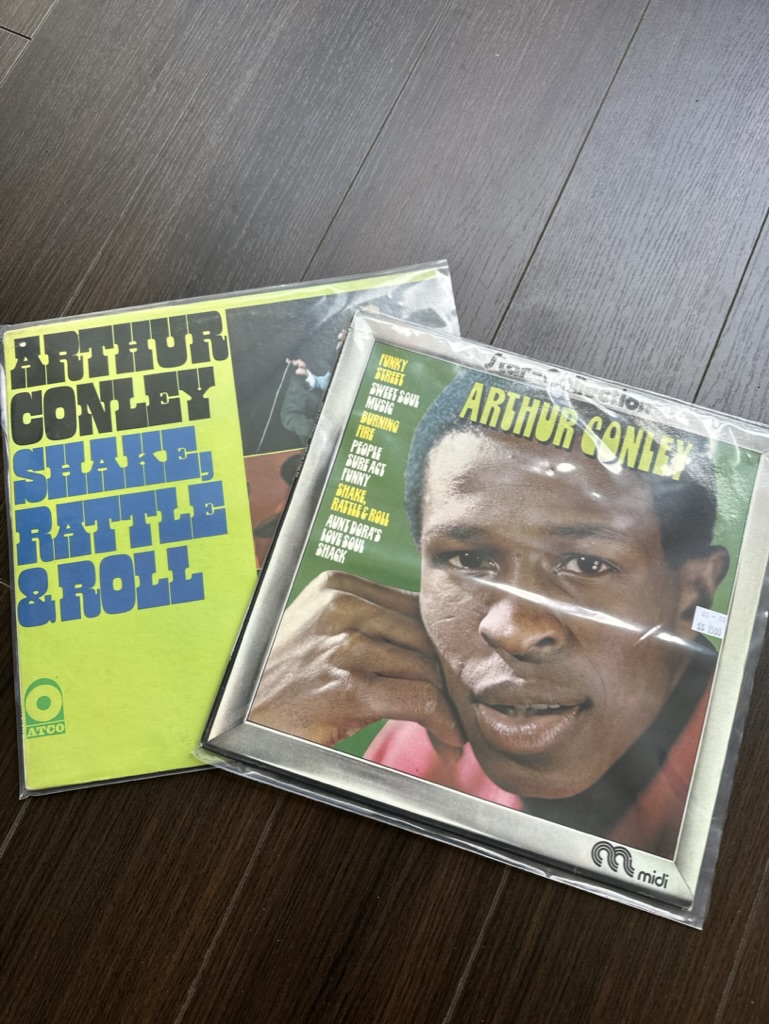 ARTHUR
CONLEY
SHAKE,
RATTLE
& ROLL
ATCO
Star-Collection
ARTHUR CONLEY
FUNKY
STREET
SWEET SOUL
MUSIC
BURNING
FIRE
PEOPLE
SURE ACT
FUNNY
SHAKE,
RATTLE & ROLL
AUNT DORA'S
LOVE SOUL
SHACK
midi